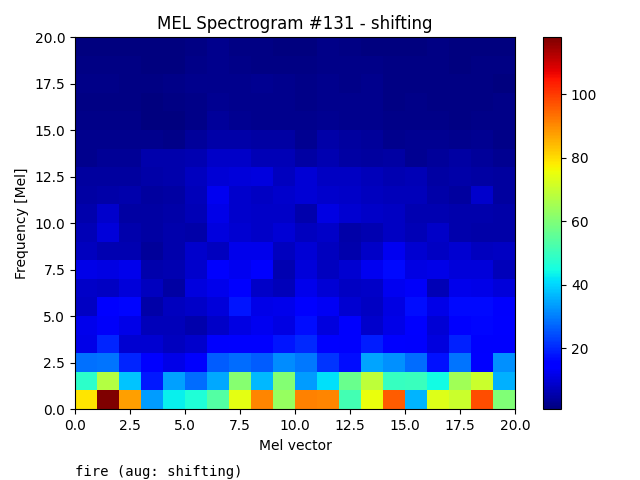 MEL Spectrogram #131 - shifting
20.0
17.5
15.0
12.5
10.0
7.5
5.0
2.5
0.0
Frequency [Mel]
0.0 2.5 5.0 7.5 10.0 12.5 15.0 17.5 20.0
Mel vector
100
80
60
40
20
fire (aug: shifting)